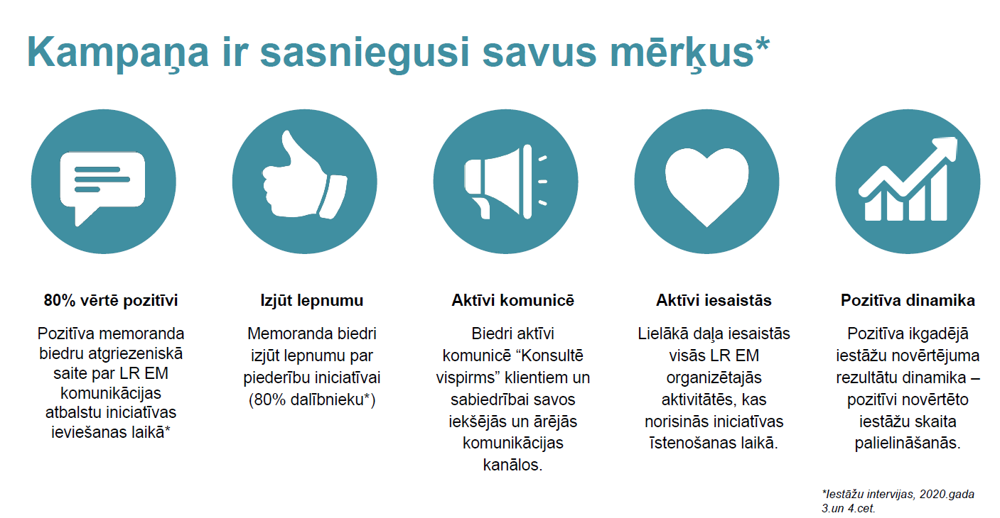 Kampaņa ir sasniegusi savus mērķus*
80% vērtē pozitīvi
Pozitīva memoranda
biedru atgriezeniskā
saite par LR EM
komunikācijas
atbalstu iniciatīvas
ieviešanas laikā*
Izjūt lepnumu
Memoranda biedri
izjūt lepnumu par
piederību iniciatīvai
(80% dalībnieku*)
Aktīvi komunicē
Biedri aktīvi
komunicē “Konsultē
vispirms” klientiem un
sabiedrībai savos
iekšējās un ārējās
komunikācijas
kanālos.
Aktīvi iesaistās
Lielākā daļa iesaistās
visās LR EM
organizētajās
aktivitātēs, kas
norisinās iniciatīvas
īstenošanas laikā.
Pozitīva dinamika
Pozitīva ikgadējā
iestāžu novērtējuma
rezultātu dinamika –
pozitīvi novērtēto
iestāžu skaita
palielināšanās.
*Iestāžu intervijas, 2020.gada
3.un 4.cet.